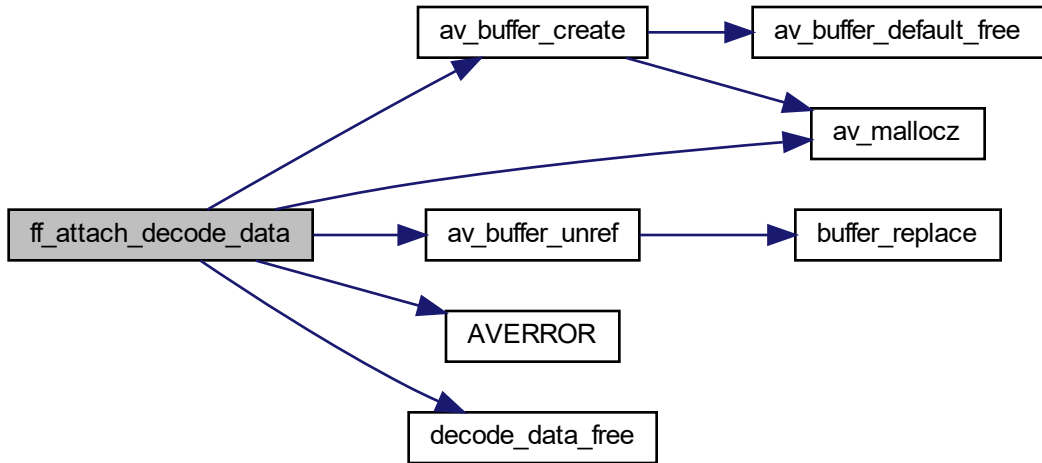 av_buffer_create
av_buffer_default_free
av_mallocz
ff_attach_decode_data
av_buffer_unref
buffer_replace
AVERROR
decode_data_free